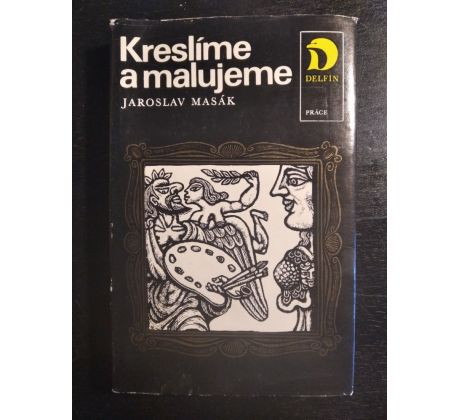 Kreslíme
a malujeme
JAROSLAV MASÁK
DELFÍN
PRÁCE